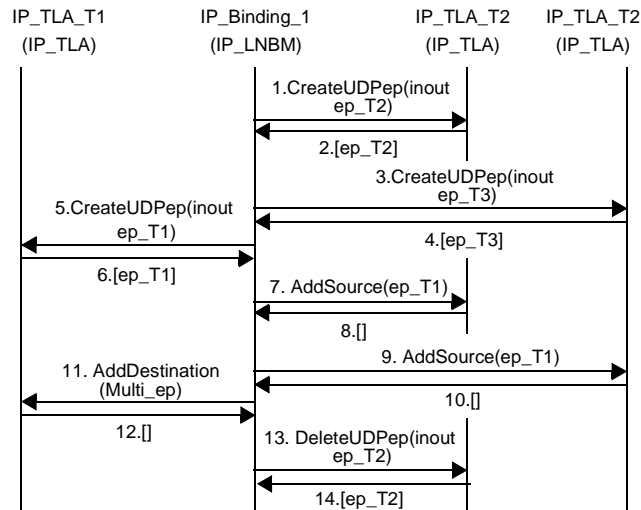 IP_TLA_T1 IP_Binding_1 IP_TLA_T2 IP_TLA_T2
(IP_TLA) (IP_LNBM) (IP_TLA) (IP_TLA)
1.CreateUDPep(inout
ep_T2)
2.[ep_T2]
3.CreateUDPep(inout
ep_T3)
4.[ep_T3]
5.CreateUDPep(inout
ep_T1)
6.[ep_T1]
7. AddSource(ep_T1)
8.[]
9. AddSource(ep_T1)
10.[]
11. AddDestination
(Multi_ep)
12.[]
13. DeleteUDPep(inout
ep_T2)
14.[ep_T2]